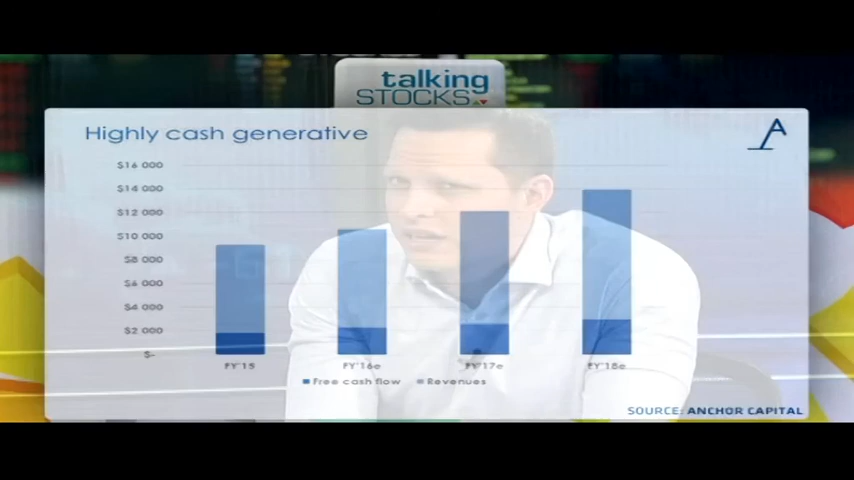 talking
STOCKS
Highly cash generative
$16 000
$14 000
$12 000
$10 000
$8 000
$6 000
$4 000
$2 000
$-
FY'15 FY'16e FY'17e FY'18e
Free cash flow Revenues
SOURCE: ANCHOR CAPITAL